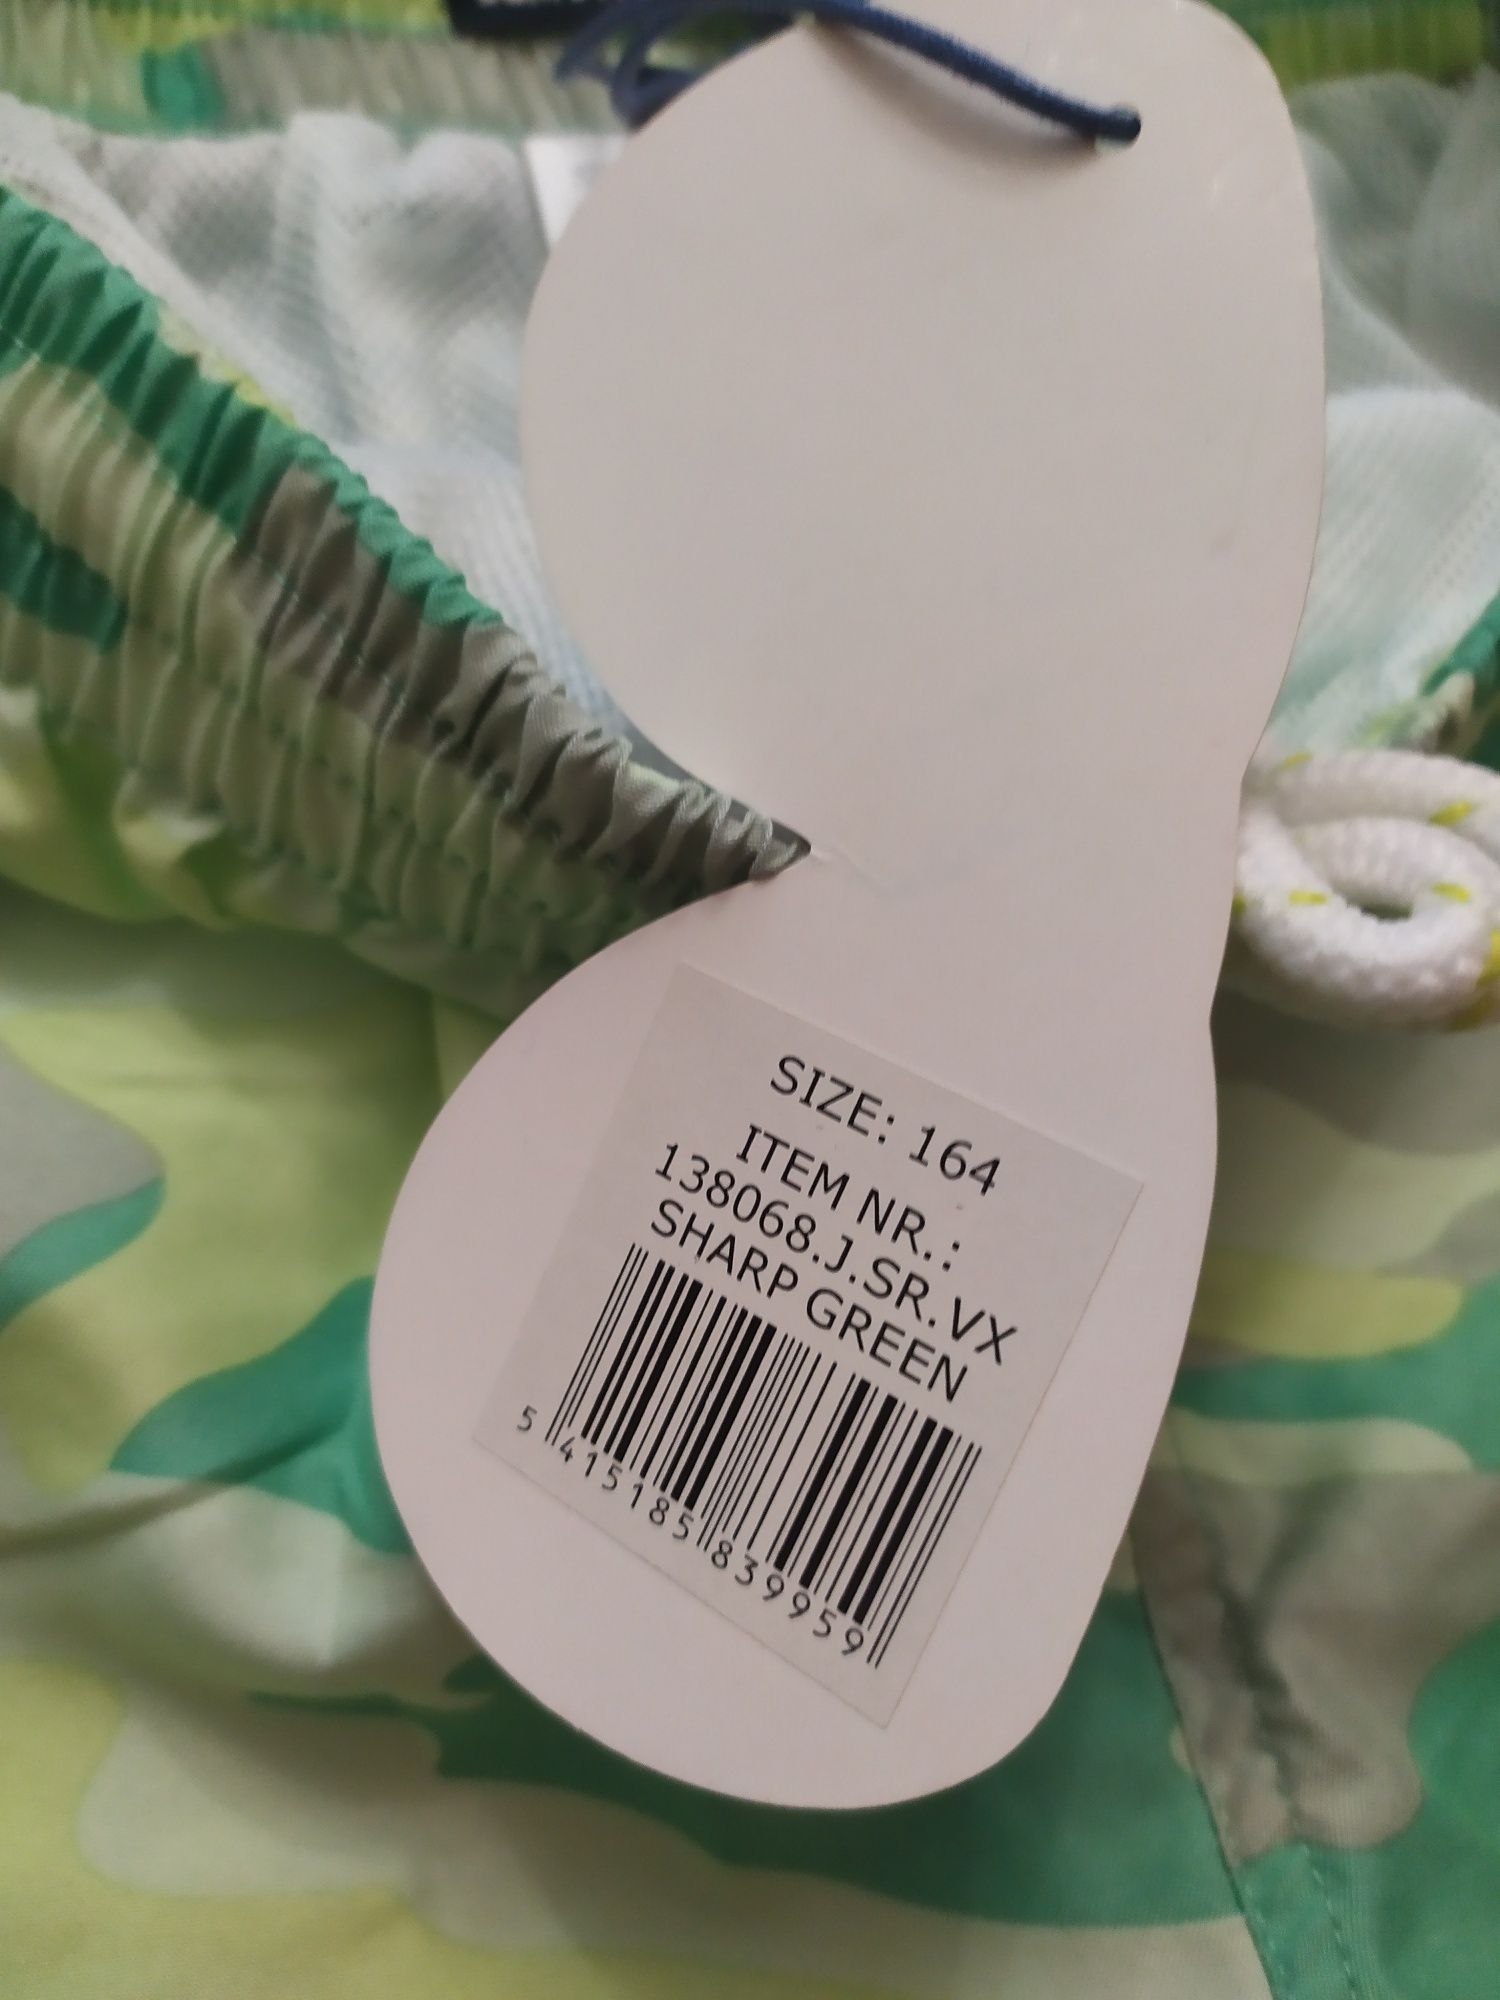 SIZE: 164
ITEM NR.:
138068.J.SR.VX
SHARP GREEN
5 415185 839959